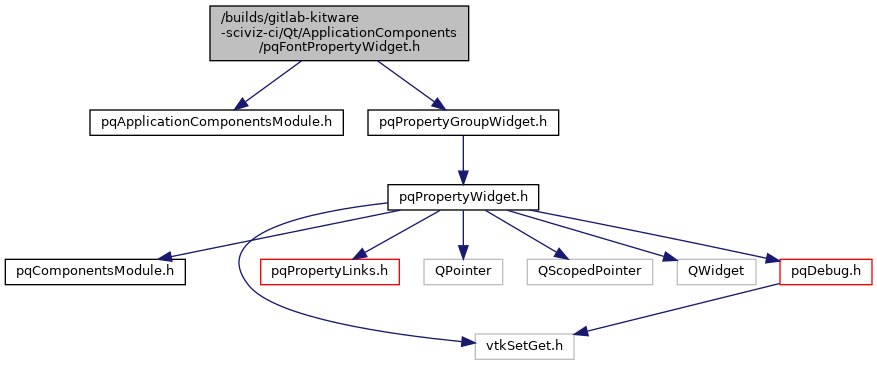 /builds/gitlab-kitware
-sciviz-ci/Qt/ApplicationComponents
/pqFontPropertyWidget.h
pqApplicationComponentsModule.h
pqPropertyGroupWidget.h
pqPropertyWidget.h
pqComponentsModule.h
pqPropertyLinks.h
QPointer
QScopedPointer
QWidget
pqDebug.h
vtkSetGet.h